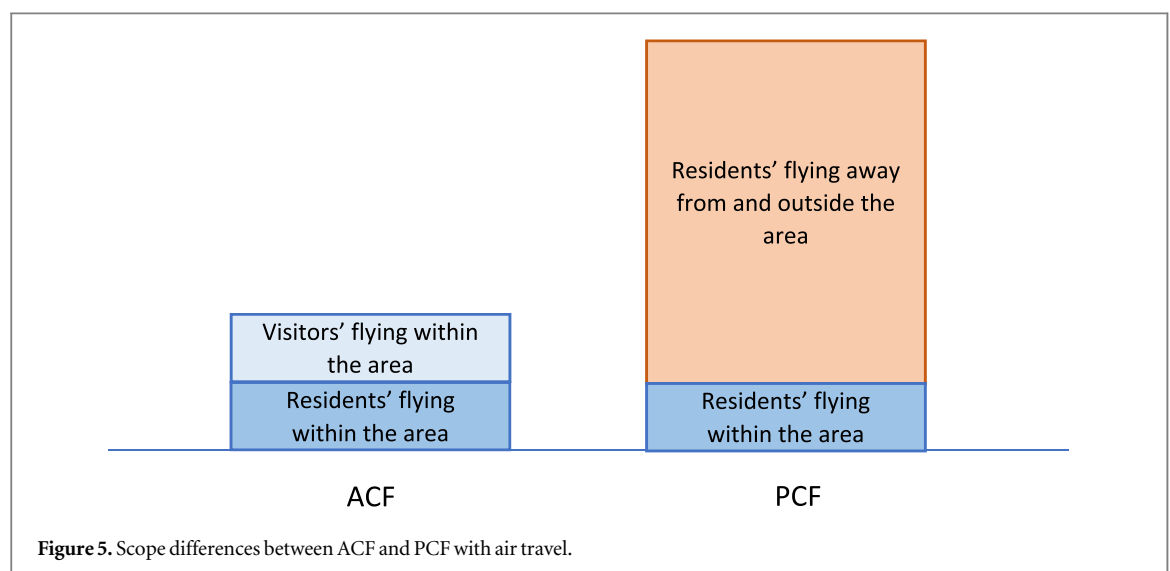 Residents’ flying away
from and outside the
area
Visitors’ flying within
the area
Residents’ flying
within the area
Residents’ flying
within the area
ACF
PCF
Figure 5. Scope differences between ACF and PCF with air travel.